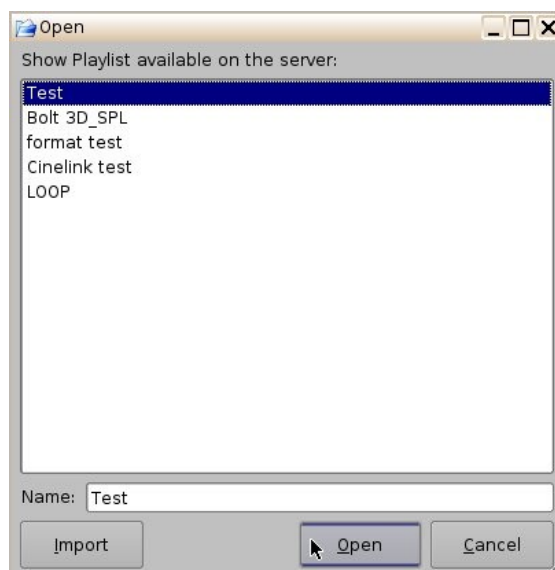 Open
Show Playlist available on the server:
Test
Bolt 3D_SPL
format test
Cinelink test
LOOP
Name: Test
Import Open Cancel